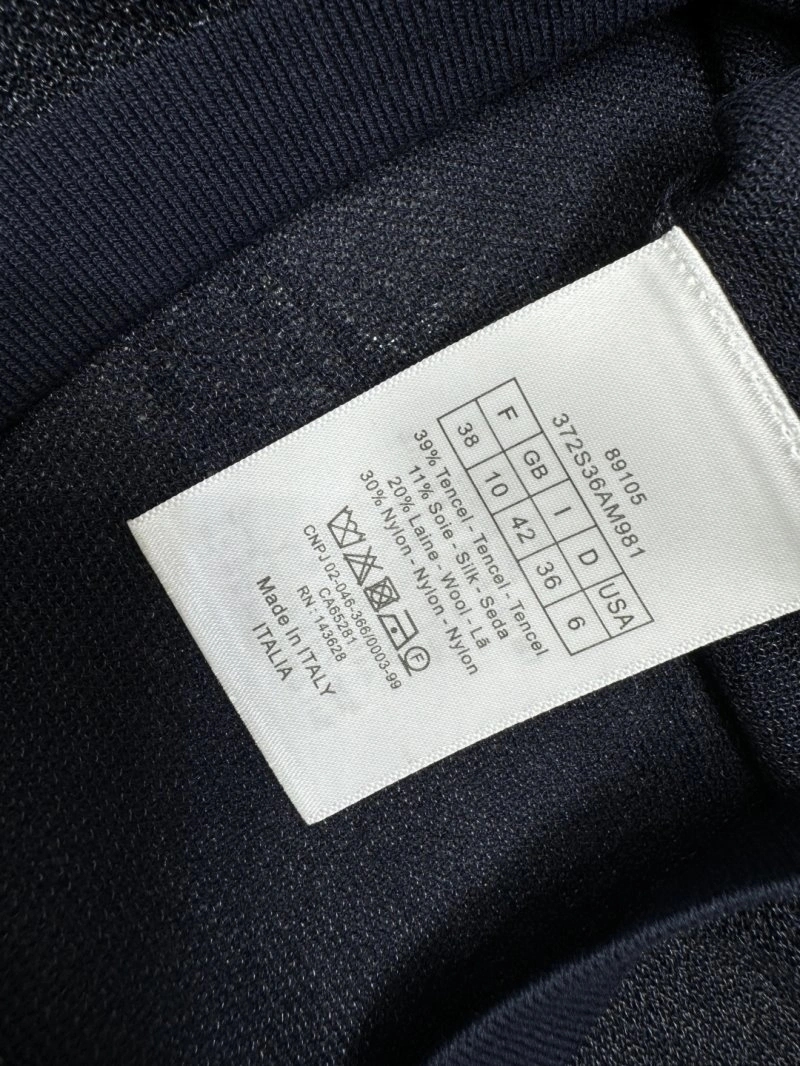 89105
372S36AM981
F GB I D USA
38 10 42 36 6
39% Tencel - Tencel - Tencel
11% Soie - Silk - Seda
20% Laine - Wool - Lã
30% Nylon - Nylon - Nylon
F
CNPJ 02-046-366/0003-99
CA65281
RN : 143628
Made In ITALY
ITALIA